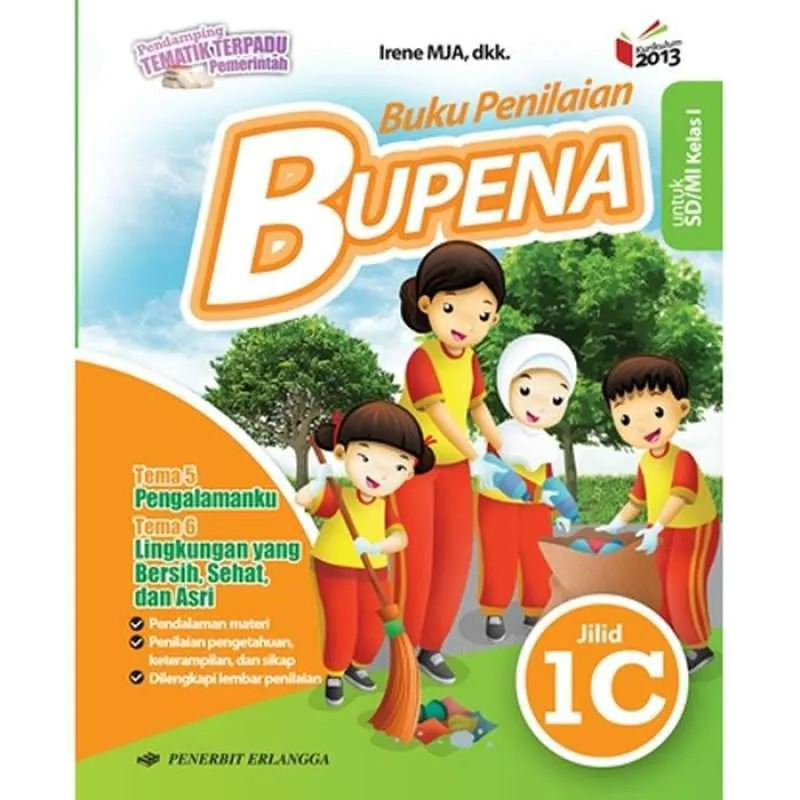 Pendamping
TEMATIK TERPADU
Pemerintah
Irene MJA, dkk.
Kurikulum
2013
Buku Penilaian
BUPENA
untuk
SD/MI Kelas I
Tema 5
Pengalamanku
Tema 6
Lingkungan yang
Bersih, Sehat,
dan Asri
Pendalaman materi
Penilaian pengetahuan,
keterampilan, dan sikap
Dilengkapi lembar penilaian
Jilid
1C
PENERBIT ERLANGGA